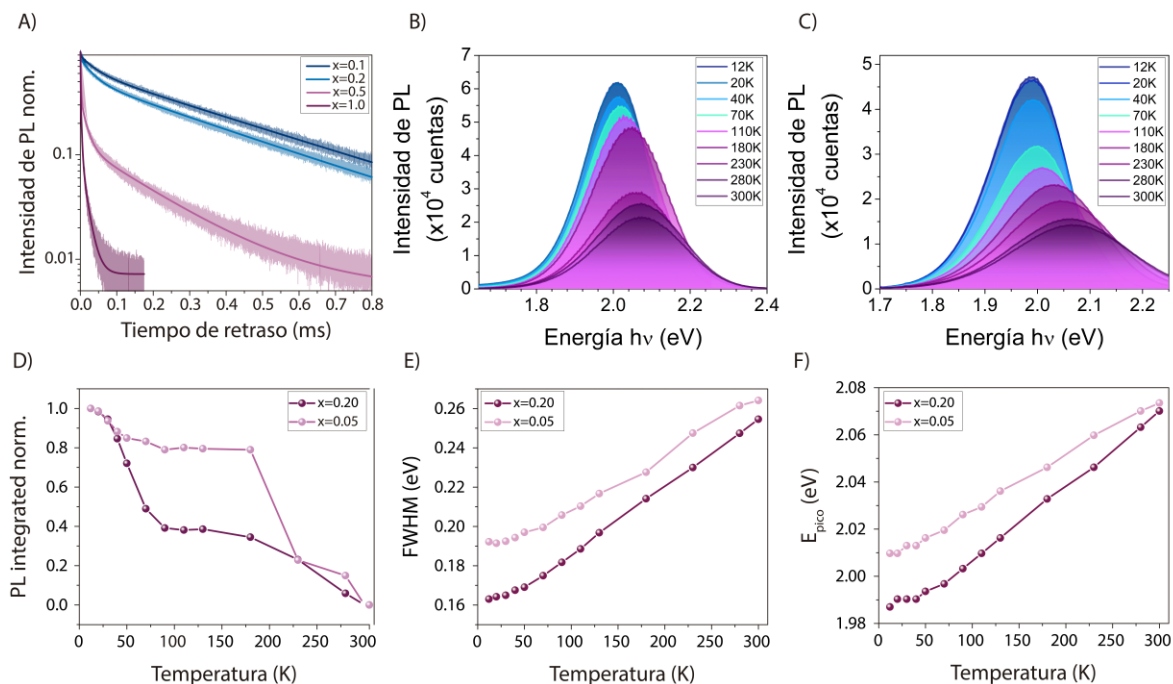 A)
Intensidad de PL nom.
0.1
0.01
x=0.1
x=0.2
x=0.5
x=1.0
0.0 0.1 0.2 0.3 0.4 0.5 0.6 0.7 0.8
Tiempo de retraso (ms)
B)
Intensidad de PL
(x10⁴ cuentas)
7
6
5
4
3
2
1
0
12K
20K
40K
70K
110K
180K
230K
280K
300K
1.8 2.0 2.2 2.4
Energía hν (eV)
C)
Intensidad de PL
(x10⁴ cuentas)
5
4
3
2
1
0
12K
20K
40K
70K
110K
180K
230K
280K
300K
1.7 1.8 1.9 2.0 2.1 2.2
Energía hν (eV)
D)
PL integrated norm.
1.0
0.8
0.6
0.4
0.2
0.0
x=0.20
x=0.05
0 50 100 150 200 250 300
Temperatura (K)
E)
FWHM (eV)
0.26
0.24
0.22
0.20
0.18
0.16
x=0.20
x=0.05
0 50 100 150 200 250 300
Temperatura (K)
F)
E_pico
(eV)
2.08
2.06
2.04
2.02
2.00
1.98
x=0.20
x=0.05
0 50 100 150 200 250 300
Temperatura (K)